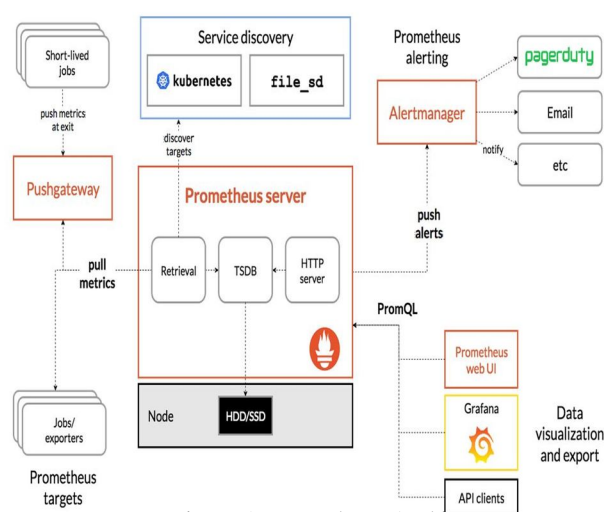 Short-lived
jobs
push metrics
at exit
Pushgateway
Service discovery
kubernetes
file_sd
discover
targets
Prometheus
alerting
Alertmanager
pagerduty
Email
etc
notify
push
alerts
Prometheus server
Retrieval
TSDB
HTTP
server
pull
metrics
PromQL
Node
HDD/SSD
Jobs/
exporters
Prometheus
targets
Prometheus
web UI
Grafana
API clients
Data
visualization
and export